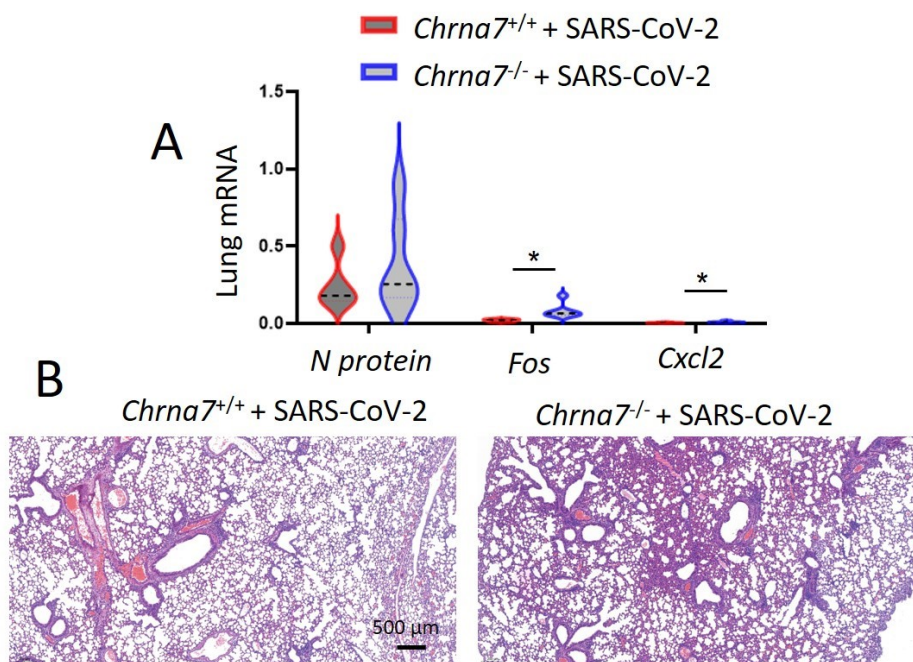 Chrna7+/+ + SARS-CoV-2
Chrna7-/- + SARS-CoV-2
A
Lung mRNA
1.5
1.0
0.5
0.0
* *
N protein Fos Cxcl2
B
Chrna7+/+ + SARS-CoV-2 Chrna7-/- + SARS-CoV-2
500 µm